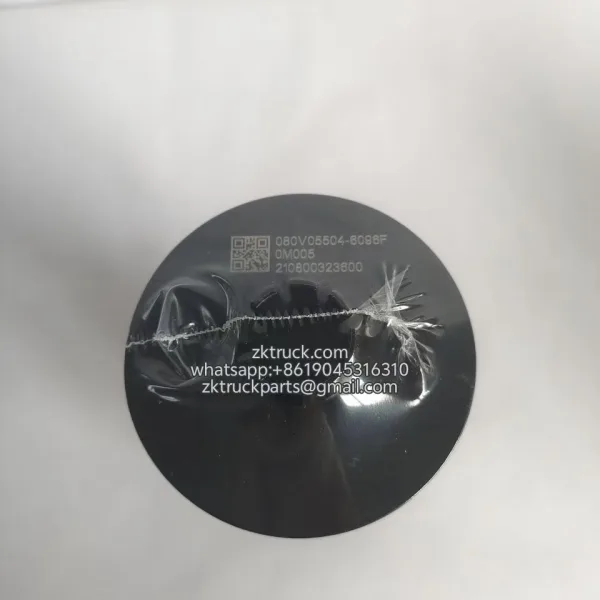 080V05504-6096F
0M005
210800323600
zktruck.com
whatsapp:+8619045316310
zktruckparts@gmail.com